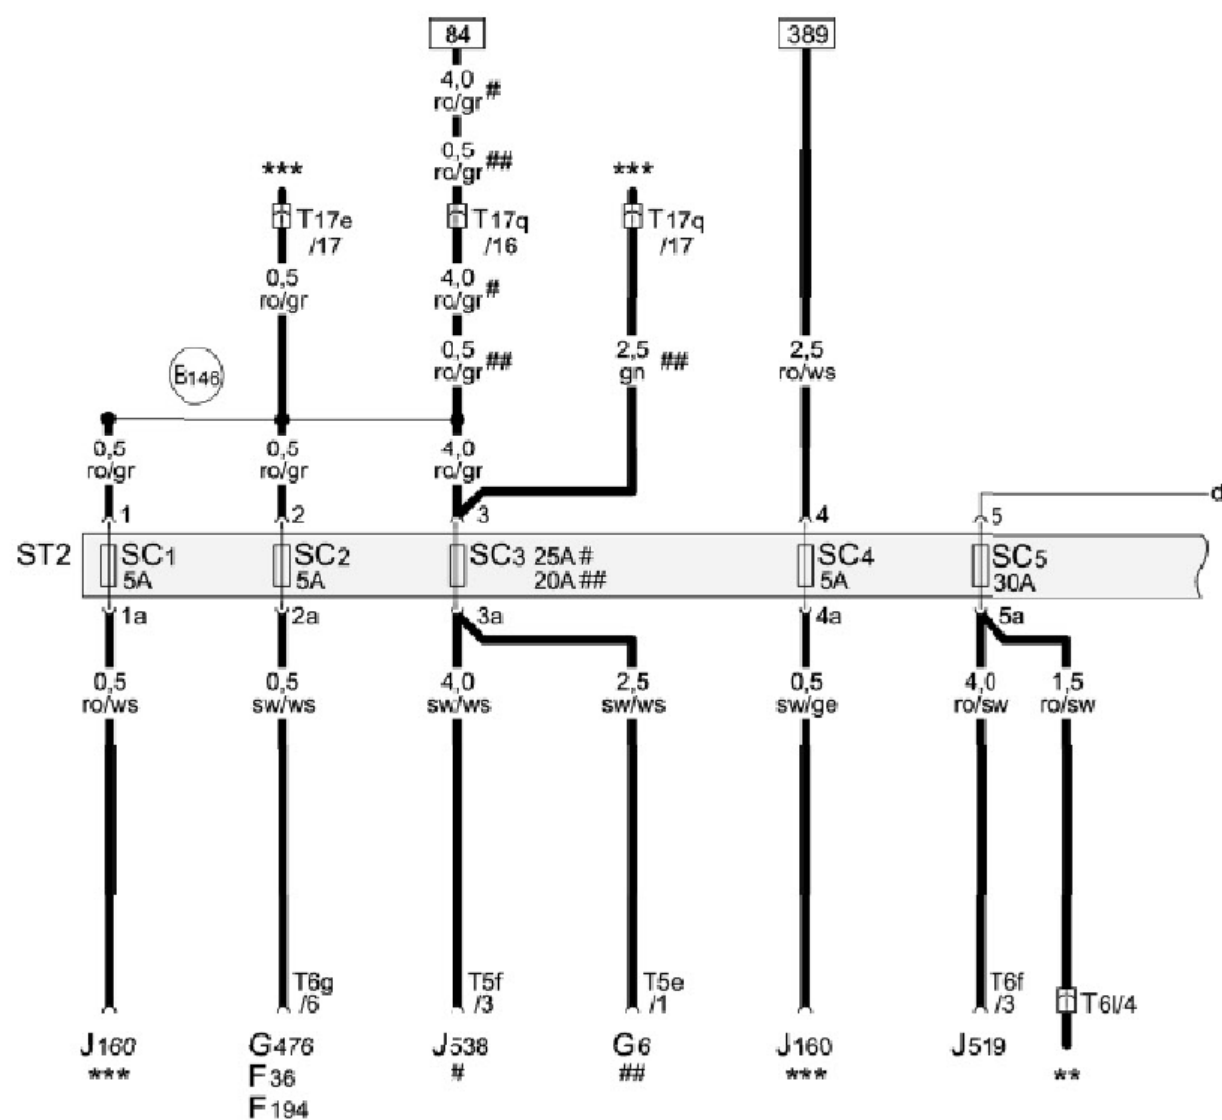 84
389
4,0
ro/gr #
0,5
ro/gr ##
***
***
T17e
/17
T17q
/16
T17q
/17
0,5
ro/gr
4,0
ro/gr #
0,5
ro/gr ##
2,5
gn ##
2,5
ro/ws
B146
0,5
ro/gr
0,5
ro/gr
4,0
ro/gr
1
2
3
4
5
d
ST2
SC1
5A
SC2
5A
SC3 25A #
20A ##
SC4
5A
SC5
30A
1a
2a
3a
4a
5a
0,5
ro/ws
0,5
sw/ws
4,0
sw/ws
2,5
sw/ws
0,5
sw/ge
4,0
ro/sw
1,5
ro/sw
T6g
/6
T5f
/3
T5e
/1
T6f
/3
T6l/4
J160
***
G476
F36
F194
J538
#
G6
##
J160
***
J519
**